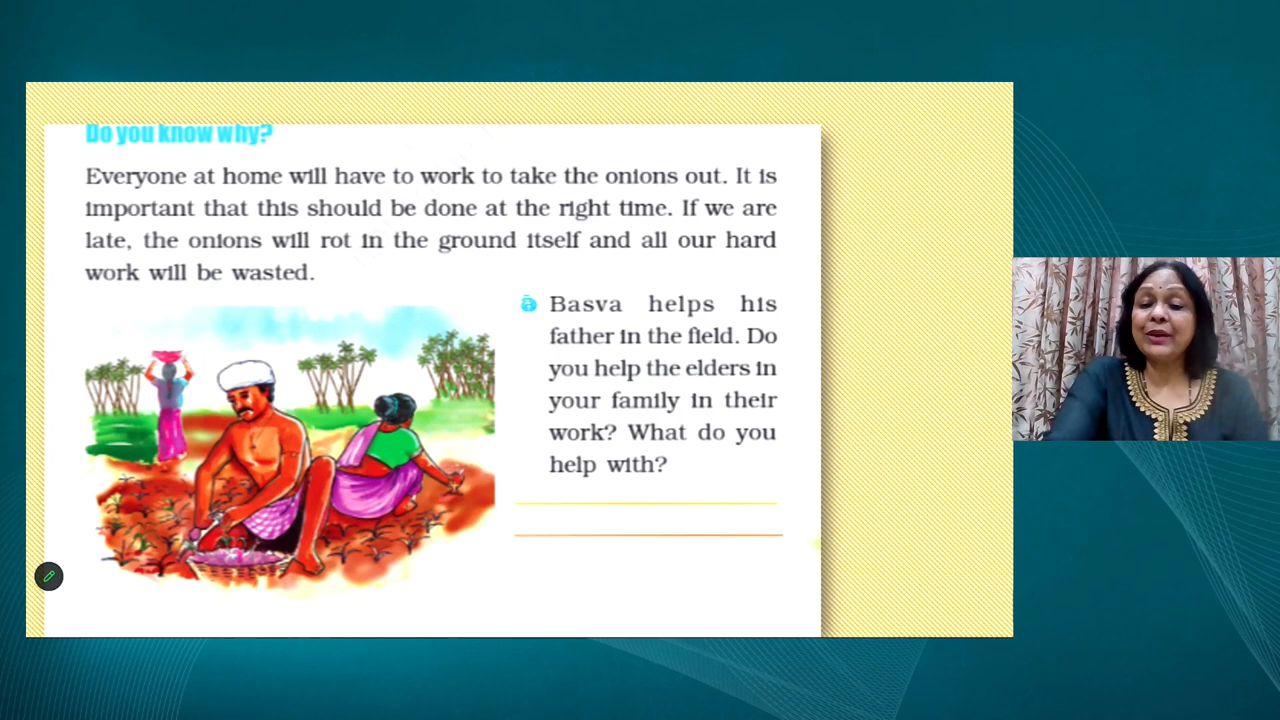 Do you know why?
Everyone at home will have to work to take the onions out. It is
important that this should be done at the right time. If we are
late, the onions will rot in the ground itself and all our hard
work will be wasted.
Basva helps his
father in the field. Do
you help the elders in
your family in their
work? What do you
help with?